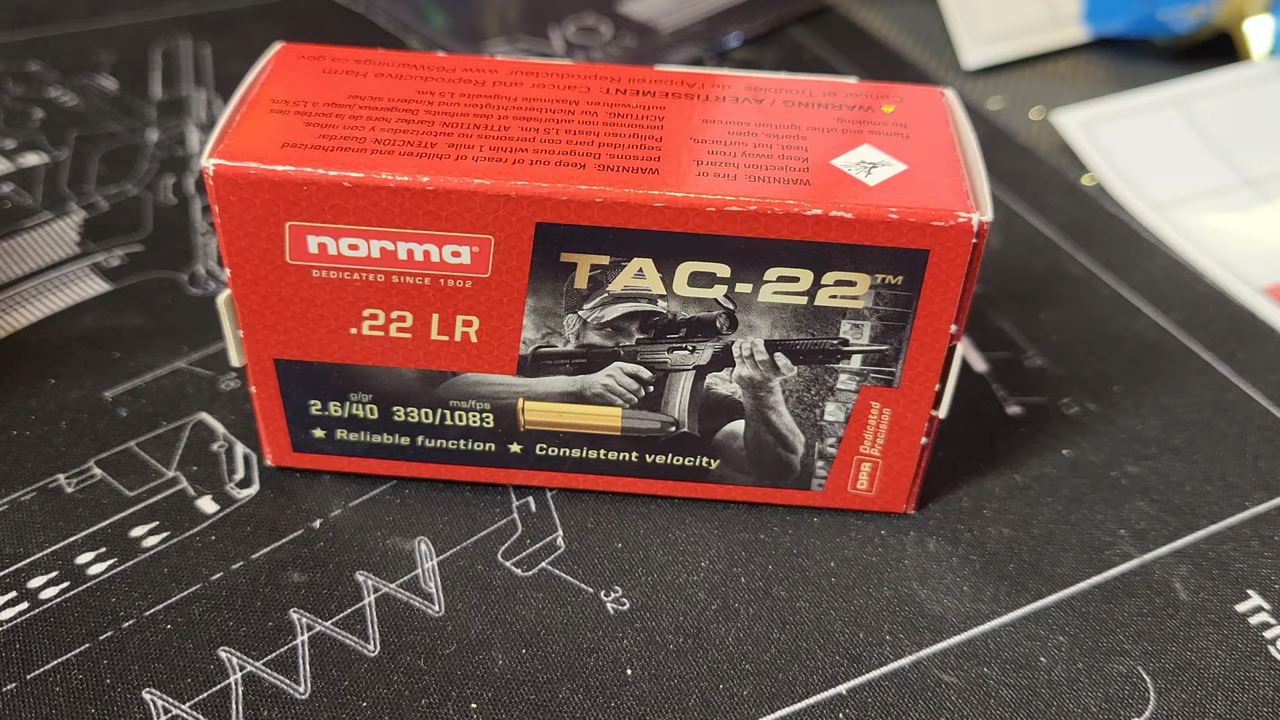 WARNING: Keep out of reach of children and unauthorized
persons. Dangerous within 1 mile. ATENCIÓN: Guardar con
seguridad para que personas no autorizadas y niños.
Peligroso hasta 1,5 km. ATTENTION: Gardez hors de la portée des
personnes et des enfants. Dangereux jusqu'à 1,5 km.
ACHTUNG: Vor Nichtberechtigten und Kindern sicher
aufbewahren. Maximale Flugweite 1,5 km.
WARNING: Fire or
projection hazard.
Keep away from
heat, hot surfaces,
sparks, open
flames and other ignition sources.
No smoking
WARNING / AVERTISSEMENT: Cancer and Reproductive Harm
Cancer et Troubles de l'Appareil Reproducteur www.P65Warnings.ca.gov
norma®
DEDICATED SINCE 1902
.22 LR
TAC-22™
g/gr ms/fps
2.6/40 330/1083
★ Reliable function ★ Consistent velocity
DPR Dedicated
Precision
32